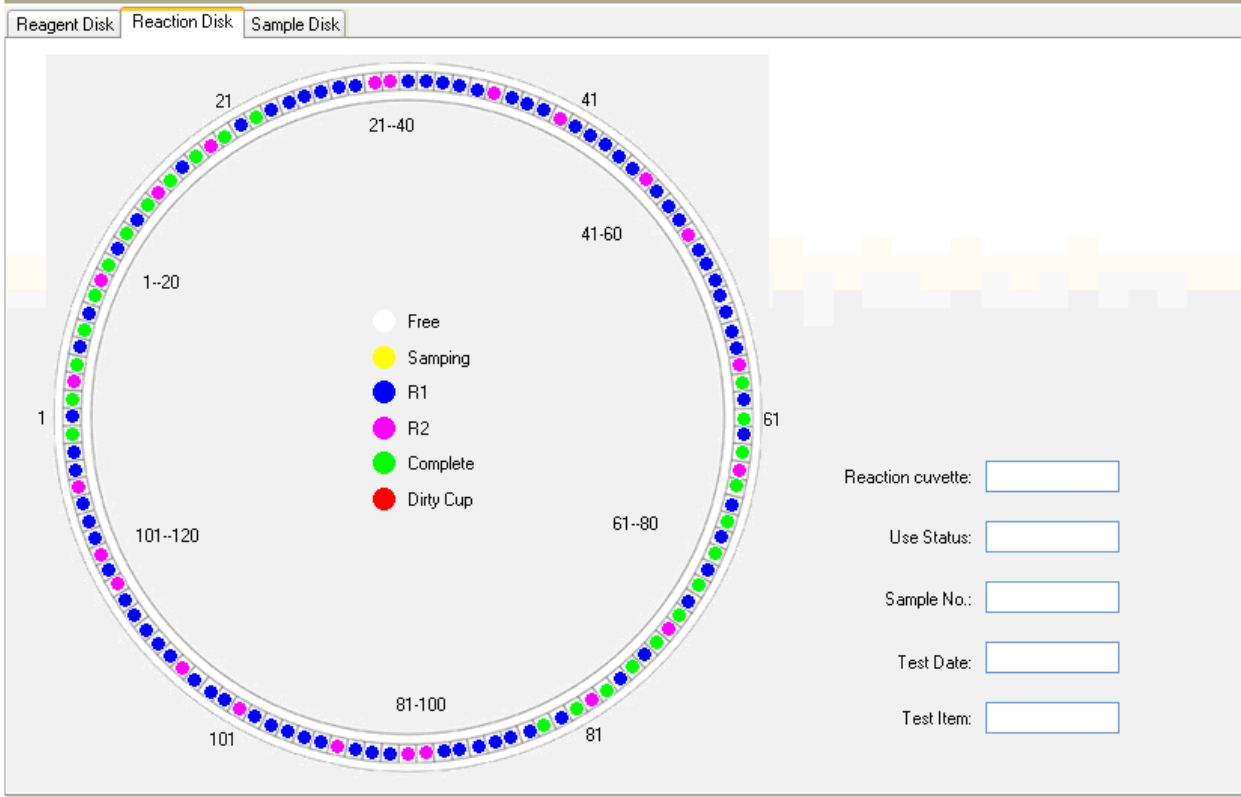 Reagent Disk Reaction Disk Sample Disk
21
41
21--40
41-60
1--20
Free
Samping
R1
R2
Complete
Dirty Cup
1
61
Reaction cuvette:
61--80
101--120
Use Status:
Sample No.:
Test Date:
81-100
Test Item:
101
81